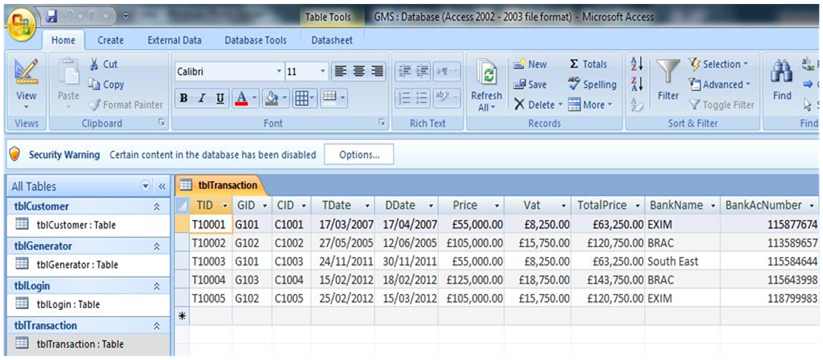 Table Tools
GMS : Database (Access 2002 - 2003 file format) - Microsoft Access
Home Create External Data Database Tools Datasheet
View
Views
Paste
Cut
Copy
Format Painter
Clipboard
Calibri 11
B I U A
Font
Rich Text
Refresh All
New
Save
Delete
Σ Totals
Spelling
More
Records
Filter
Selection
Advanced
Toggle Filter
Sort & Filter
Find
Security Warning Certain content in the database has been disabled Options...
All Tables
tblCustomer
tblCustomer : Table
tblGenerator
tblGenerator : Table
tblLogin
tblLogin : Table
tblTransaction
tblTransaction : Table
tblTransaction
TID GID CID TDate DDate Price Vat TotalPrice BankName BankAcNumber
T10001 G101 C1001 17/03/2007 17/04/2007 £55,000.00 £8,250.00 £63,250.00 EXIM 115877674
T10002 G102 C1002 27/05/2005 12/06/2005 £105,000.00 £15,750.00 £120,750.00 BRAC 113589657
T10003 G101 C1003 24/11/2011 30/11/2011 £55,000.00 £8,250.00 £63,250.00 South East 115584644
T10004 G103 C1004 15/02/2012 18/02/2012 £125,000.00 £18,750.00 £143,750.00 BRAC 115643998
T10005 G102 C1005 25/02/2012 15/03/2012 £105,000.00 £15,750.00 £120,750.00 EXIM 118799983